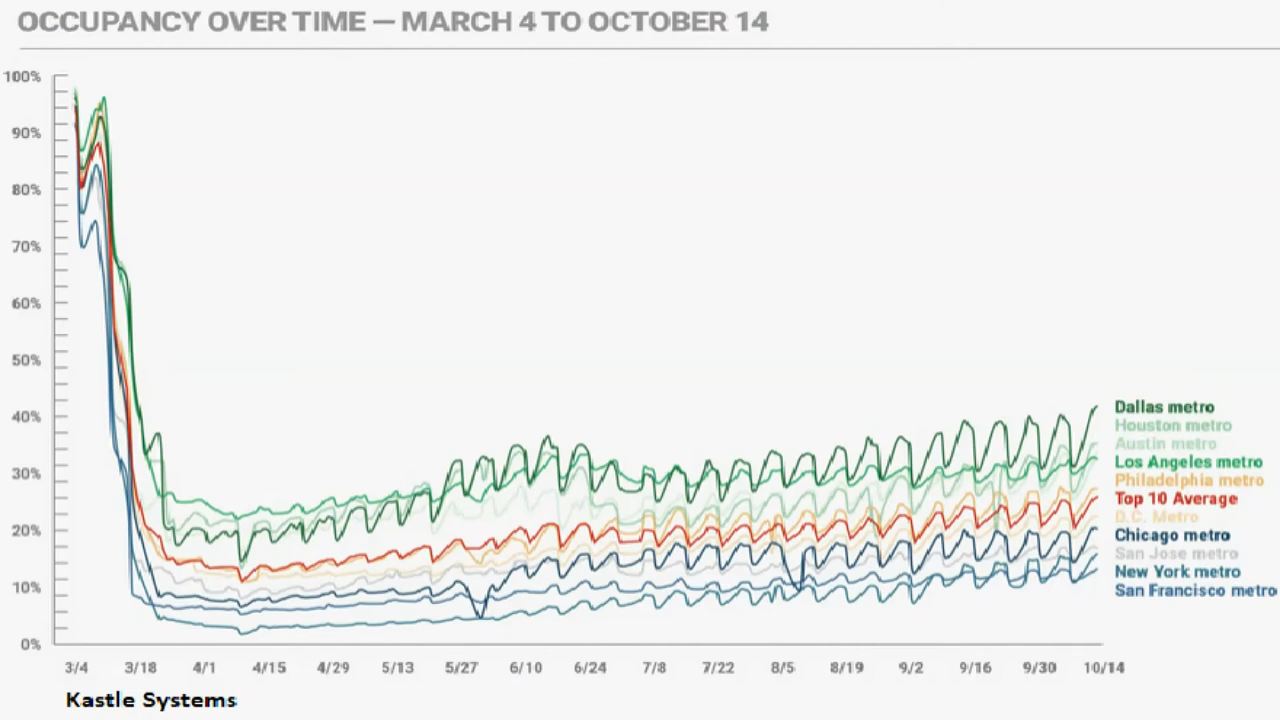 OCCUPANCY OVER TIME — MARCH 4 TO OCTOBER 14
100%
90%
80%
70%
60%
50%
40%
30%
20%
10%
0%
Dallas metro
Houston metro
Austin metro
Los Angeles metro
Philadelphia metro
Top 10 Average
D.C. Metro
Chicago metro
San Jose metro
New York metro
San Francisco metro
3/4 3/18 4/1 4/15 4/29 5/13 5/27 6/10 6/24 7/8 7/22 8/5 8/19 9/2 9/16 9/30 10/14
Kastle Systems